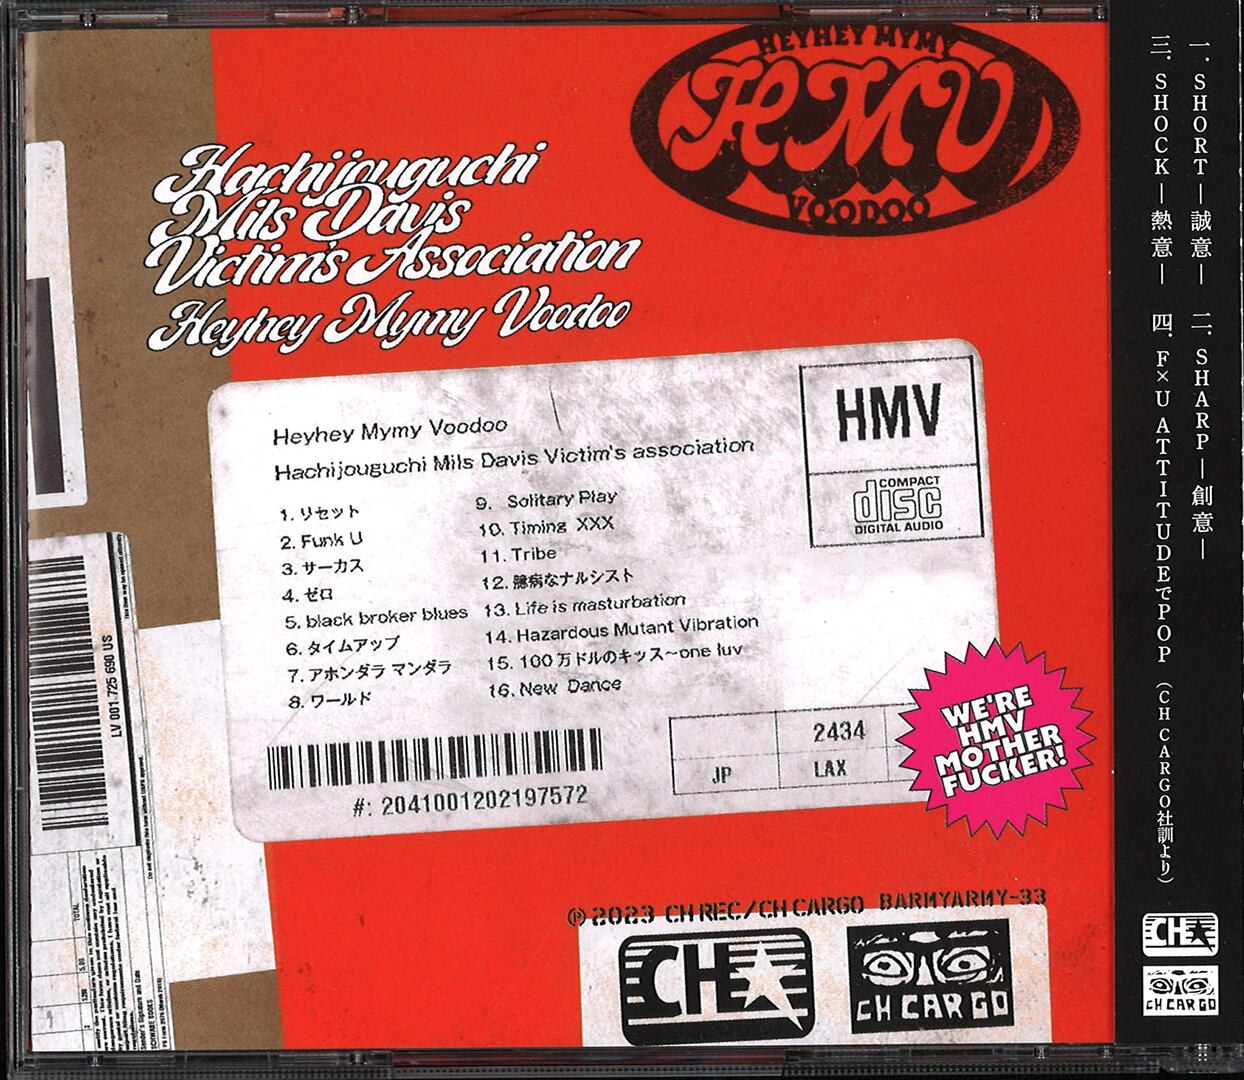 HEYHEY MYMY
HMV
VOODOO
Hachijouguchi
Mils Davis
Victim's Association
Heyhey Mymy Voodoo
Heyhey Mymy Voodoo
Hachijouguchi Mils Davis Victim's association
HMV
COMPACT
disc
DIGITAL AUDIO
1. リセット
2. Funk U
3. サーカス
4. ゼロ
5. black broker blues
6. タイムアップ
7. アホンダラ マンダラ
8. ワールド
9. Solitary Play
10. Timing XXX
11. Tribe
12. 臆病なナルシスト
13. Life is masturbation
14. Hazardous Mutant Vibration
15. 100万ドルのキッス～one luv
16. New Dance
#: 2041001202197572
2434
JP LAX
WE'RE
HMV
MOTHER
FUCKER!
℗2023 CH REC/CH CARGO BARMYARMY-33
CH
CH CARGO
LV 001 725 690 US
TOTAL
一. SHORT—誠意— 二. SHARP—創意—
三. SHOCK—熱意— 四. F×U ATTITUDEでPOP（CH CARGO社訓より）
CH
CH CARGO